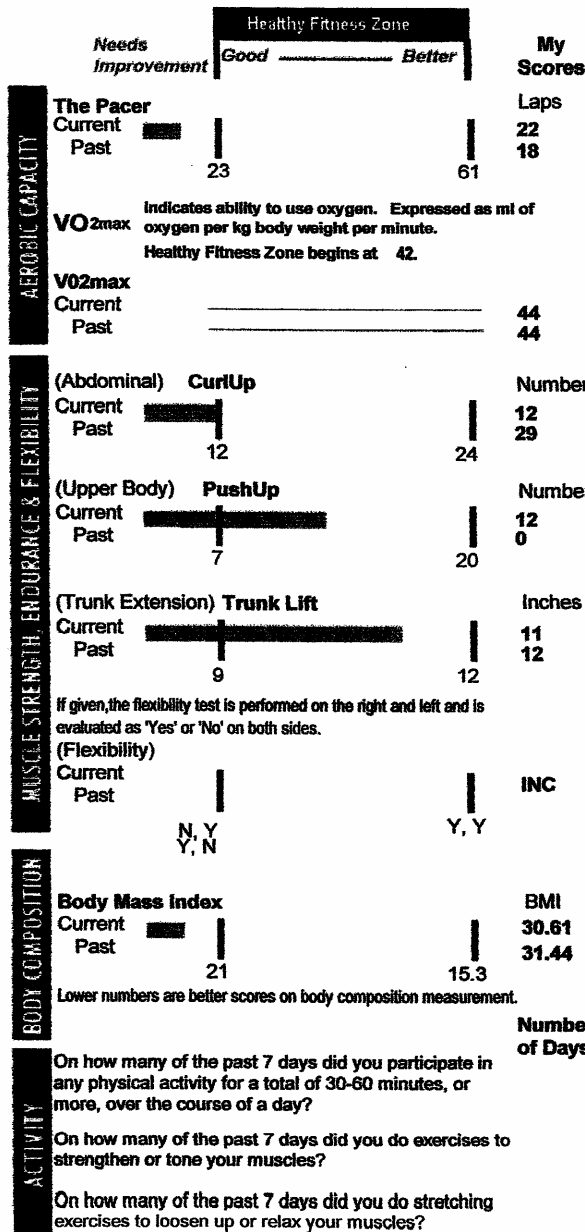 Healthy Fitness Zone
Needs
Improvement
Good Better
My
Scores
AEROBIC CAPACITY
The Pacer
Laps
Current 22
Past 18
23 61
VO2max
Indicates ability to use oxygen. Expressed as ml of
oxygen per kg body weight per minute.
Healthy Fitness Zone begins at 42.
V02max
Current 44
Past 44
MUSCLE STRENGTH, ENDURANCE & FLEXIBILITY
(Abdominal) CurlUp Number
Current 12
Past 29
12 24
(Upper Body) PushUp Numbe
Current 12
Past 0
7 20
(Trunk Extension) Trunk Lift Inches
Current 11
Past 12
9 12
If given,the flexibility test is performed on the right and left and is
evaluated as 'Yes' or 'No' on both sides.
(Flexibility)
Current INC
Past
N, Y Y, Y
Y, N
BODY COMPOSITION
Body Mass Index BMI
Current 30.61
Past 31.44
21 15.3
Lower numbers are better scores on body composition measurement.
Numbe
of Days
ACTIVITY
On how many of the past 7 days did you participate in
any physical activity for a total of 30-60 minutes, or
more, over the course of a day?
On how many of the past 7 days did you do exercises to
strengthen or tone your muscles?
On how many of the past 7 days did you do stretching
exercises to loosen up or relax your muscles?